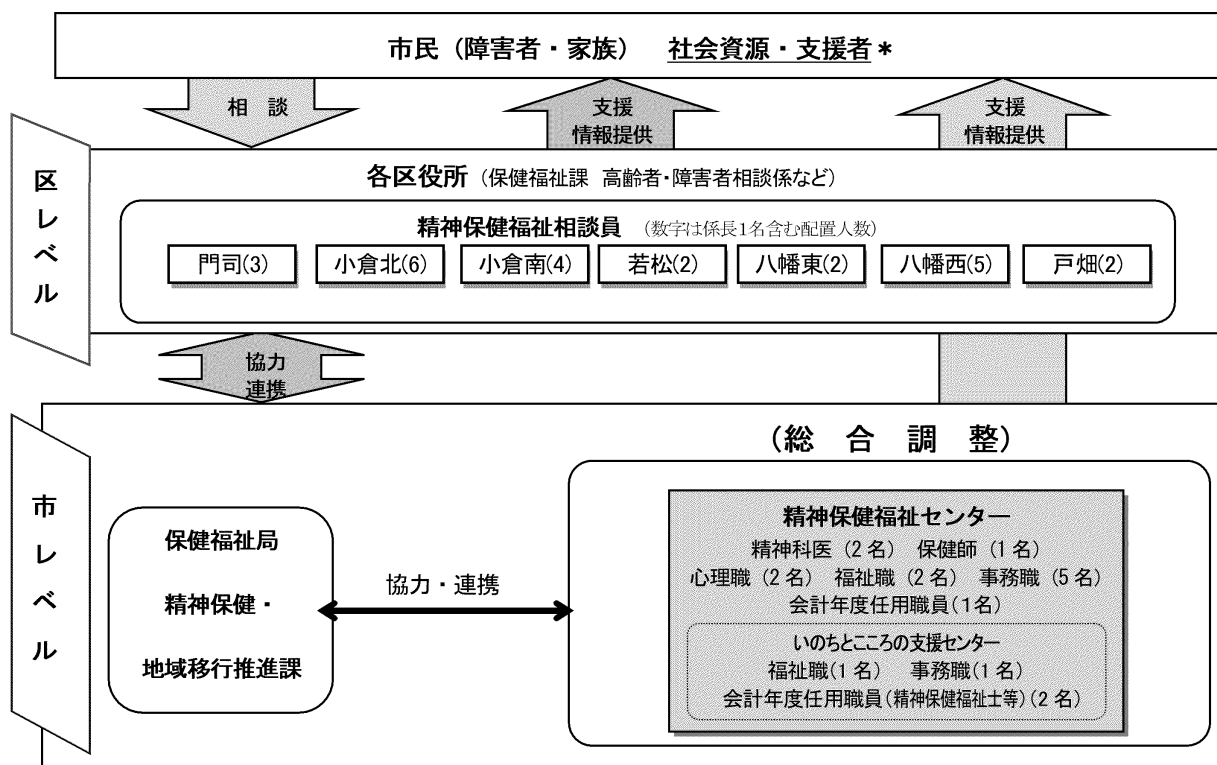 市民（障害者・家族）　社会資源・支援者＊
相　談
支援
情報提供
支援
情報提供
区レベル
各区役所（保健福祉課　高齢者・障害者相談係など）
精神保健福祉相談員　（数字は係長１名含む配置人数）
門司(3)
小倉北(6)
小倉南(4)
若松(2)
八幡東(2)
八幡西(5)
戸畑(2)
協力
連携
市レベル
（総　合　調　整）
保健福祉局
精神保健・
地域移行推進課
協力・連携
精神保健福祉センター
精神科医（2 名）　保健師（1 名）
心理職（2 名）　福祉職（2 名）　事務職（5 名）
会計年度任用職員（1 名）
いのちとこころの支援センター
福祉職（1 名）　事務職（1 名）
会計年度任用職員（精神保健福祉士等）（2 名）